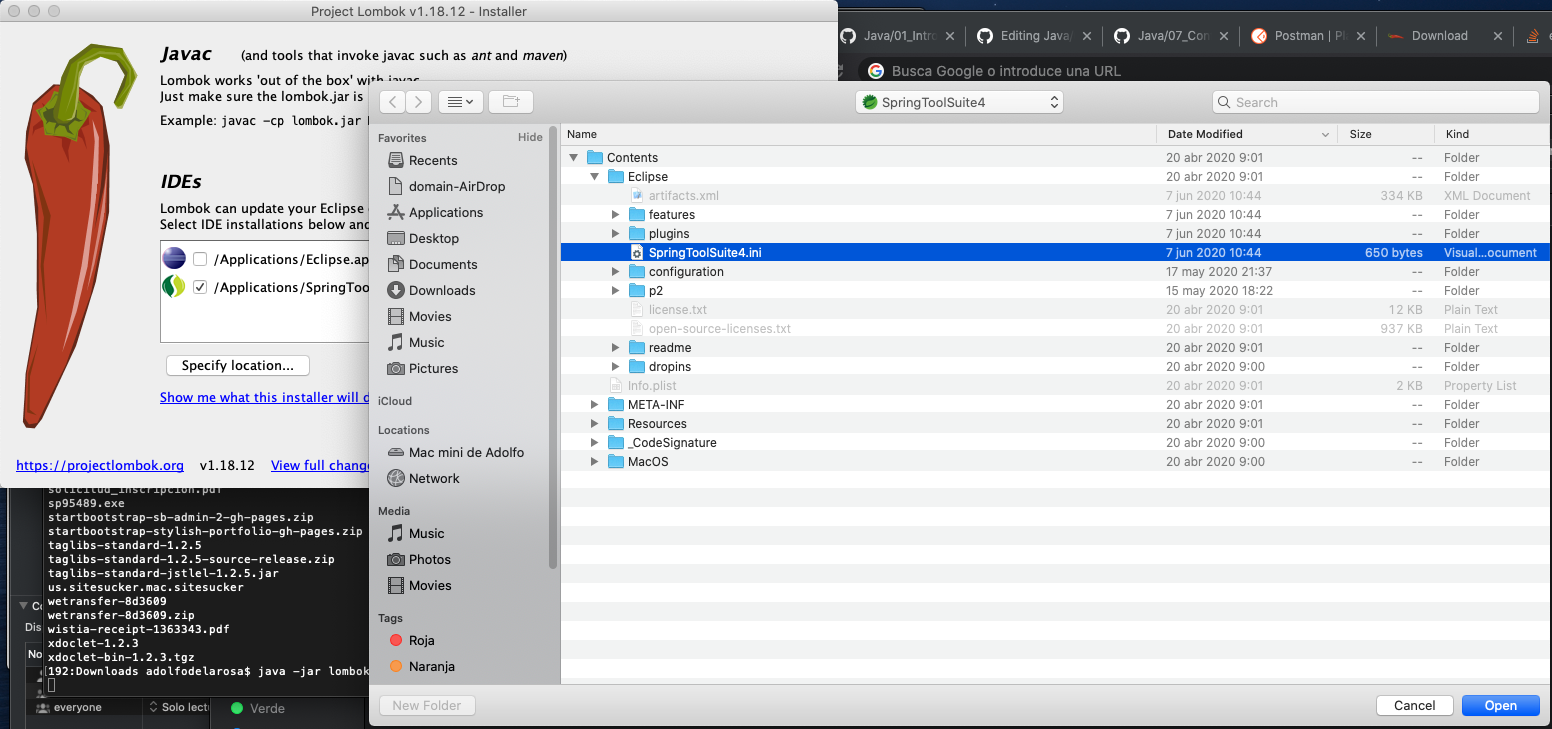 Project Lombok v1.18.12 - Installer
Javac (and tools that invoke javac such as ant and maven)
Lombok works 'out of the box' with javac.
Just make sure the lombok.jar is
Example: javac -cp lombok.jar
IDEs
Lombok can update your Eclipse
Select IDE installations below and
/Applications/Eclipse.ap
/Applications/SpringToo
Specify location...
Show me what this installer will d
https://projectlombok.org v1.18.12 View full change
Java/01_Intro
Editing Java/
Java/07_Con
Postman | Pl
Download
Busca Google o introduce una URL
SpringToolSuite4
Search
Favorites Hide
Recents
domain-AirDrop
Applications
Desktop
Documents
Downloads
Movies
Music
Pictures
iCloud
Locations
Mac mini de Adolfo
Network
Media
Music
Photos
Movies
Tags
Roja
Naranja
Name Date Modified Size Kind
Contents 20 abr 2020 9:01 -- Folder
Eclipse 20 abr 2020 9:01 -- Folder
artifacts.xml 7 jun 2020 10:44 334 KB XML Document
features 7 jun 2020 10:44 -- Folder
plugins 7 jun 2020 10:44 -- Folder
SpringToolSuite4.ini 7 jun 2020 10:44 650 bytes Visual...ocument
configuration 17 may 2020 21:37 -- Folder
p2 15 may 2020 18:22 -- Folder
license.txt 20 abr 2020 9:01 12 KB Plain Text
open-source-licenses.txt 20 abr 2020 9:01 937 KB Plain Text
readme 20 abr 2020 9:01 -- Folder
dropins 20 abr 2020 9:00 -- Folder
Info.plist 20 abr 2020 9:01 2 KB Property List
META-INF 20 abr 2020 9:01 -- Folder
Resources 20 abr 2020 9:01 -- Folder
_CodeSignature 20 abr 2020 9:00 -- Folder
MacOS 20 abr 2020 9:00 -- Folder
New Folder
Cancel
Open
solicitud_inscripcion.pdf
sp95489.exe
startbootstrap-sb-admin-2-gh-pages.zip
startbootstrap-stylish-portfolio-gh-pages.zip
taglibs-standard-1.2.5
taglibs-standard-1.2.5-source-release.zip
taglibs-standard-jstlel-1.2.5.jar
us.sitesucker.mac.sitesucker
wetransfer-8d3609
wetransfer-8d3609.zip
wistia-receipt-1363343.pdf
xdoclet-1.2.3
xdoclet-bin-1.2.3.tgz
[192:Downloads adolfodelarosa$ java -jar lombok
Co
Dis
No
everyone Solo lectu
Verde